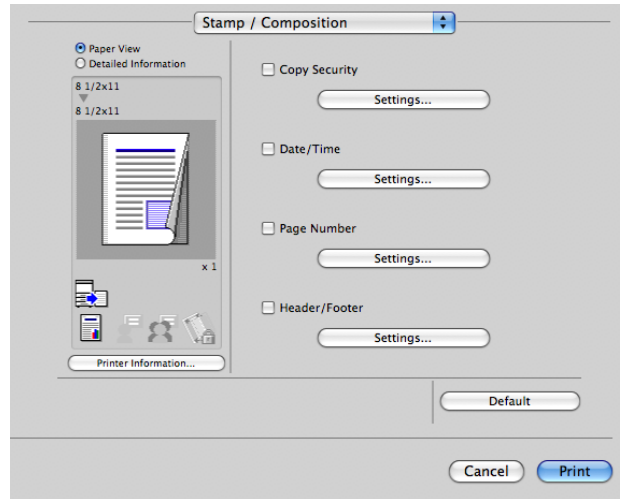 Stamp / Composition
Paper View
Detailed Information
8 1/2x11
8 1/2x11
x 1
Printer Information...
Copy Security
Settings...
Date/Time
Settings...
Page Number
Settings...
Header/Footer
Settings...
Default
Cancel
Print